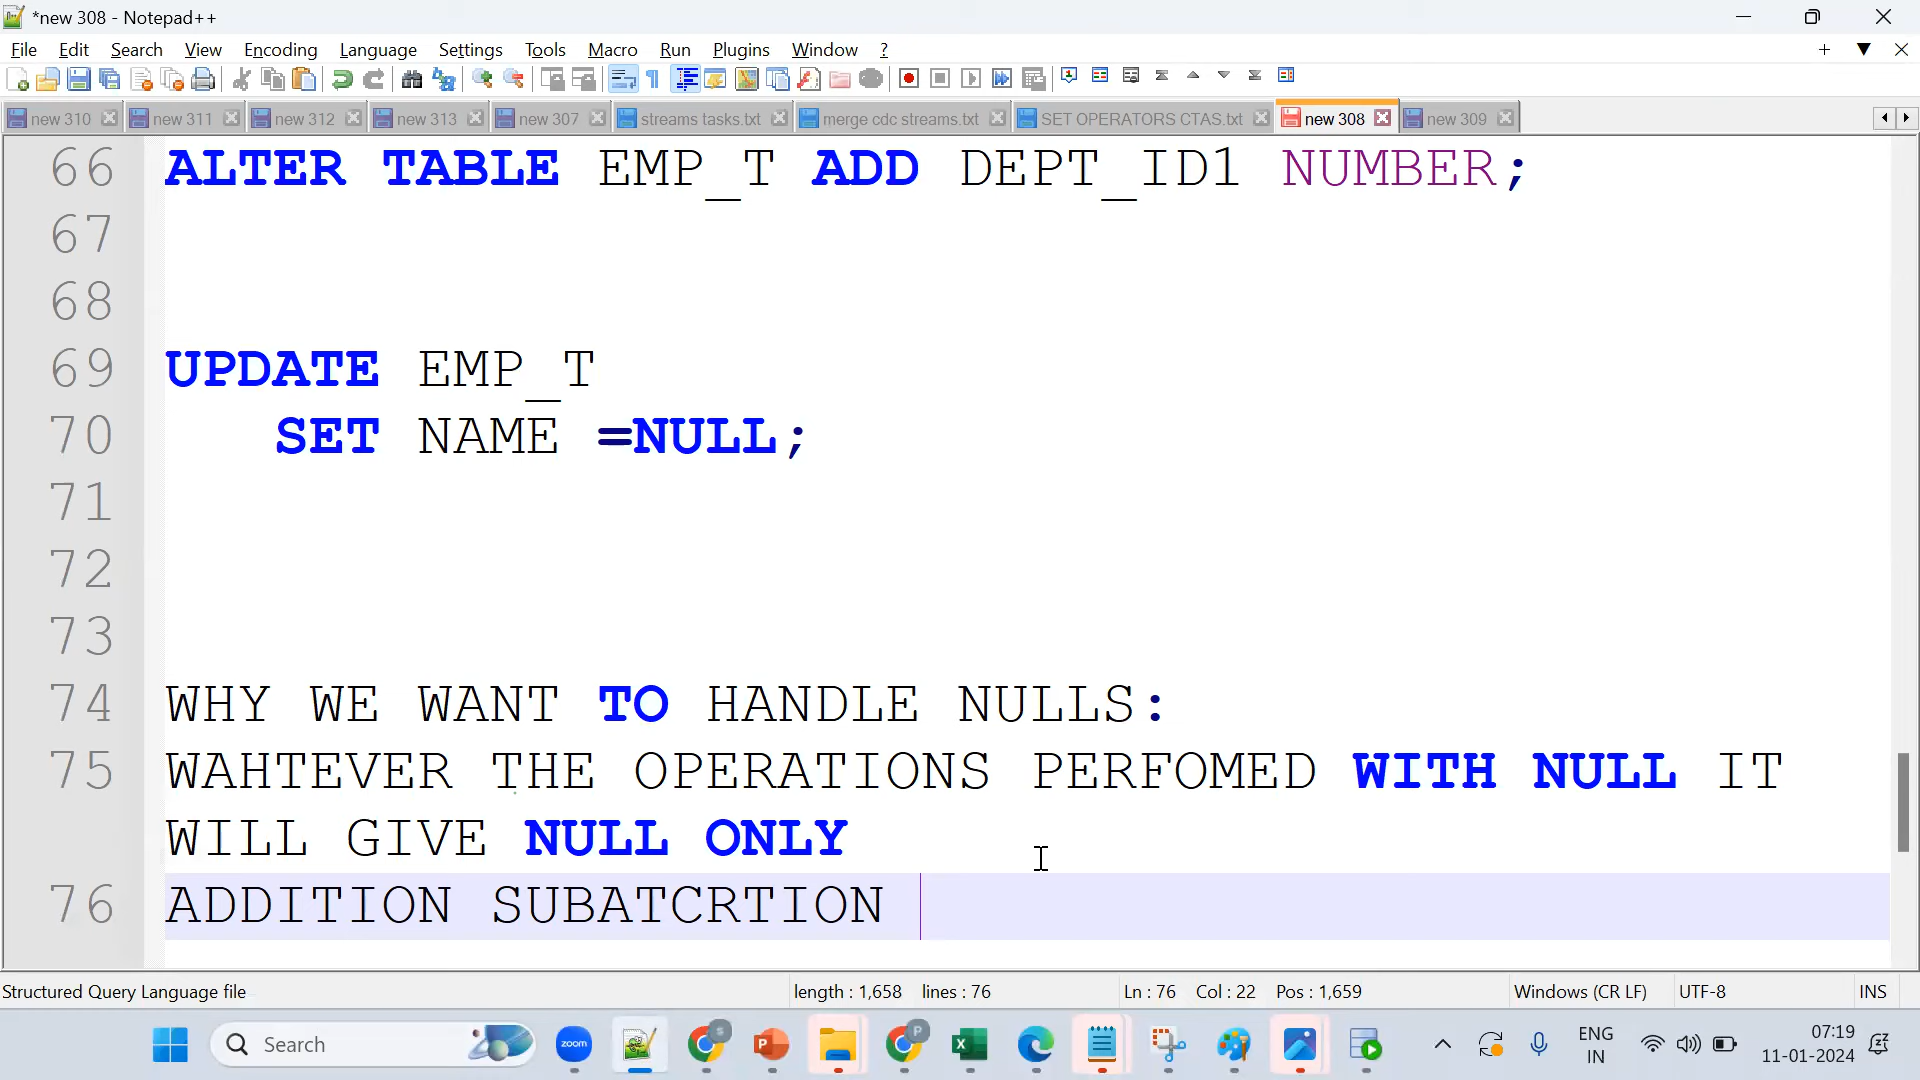 *new 308 - Notepad++
File Edit Search View Encoding Language Settings Tools Macro Run Plugins Window ?
new 310 new 311 new 312 new 313 new 307 streams tasks.txt merge cdc streams.txt SET OPERATORS CTAS.txt new 308 new 309
66 ALTER TABLE EMP_T ADD DEPT_ID1 NUMBER;
67
68
69 UPDATE EMP_T
70 SET NAME =NULL;
71
72
73
74 WHY WE WANT TO HANDLE NULLS:
75 WAHTEVER THE OPERATIONS PERFOMED WITH NULL IT
WILL GIVE NULL ONLY
76 ADDITION SUBATCRTION
Structured Query Language file length : 1,658 lines : 76 Ln : 76 Col : 22 Pos : 1,659 Windows (CR LF) UTF-8 INS
Search zoom ENG 07:19
IN 11-01-2024